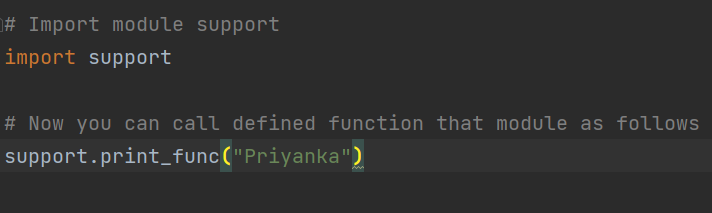 # Import module support
import support
# Now you can call defined function that module as follows
support.print_func("Priyanka")